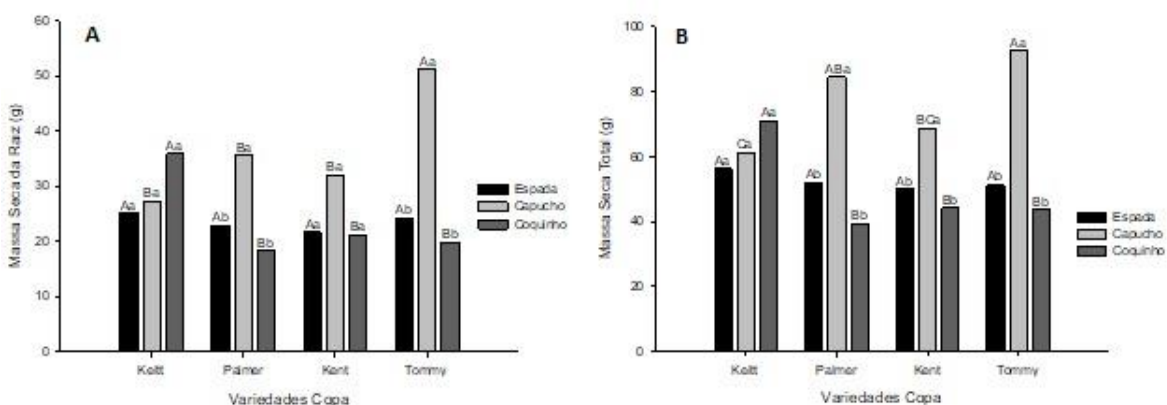 A
Massa Seca da Raiz (g)
60
50
40
30
20
10
0
Aa Ba Aa
Ab Ba Bb
Aa Ba Ba
Ab Aa Bb
Espada
Capucho
Coquinho
Keitt Palmer Kent Tommy
Variedades Copa
B
Massa Seca Total (g)
100
80
60
40
20
0
Aa Ca Aa
Ab ABa Bb
Ab BCa Bb
Ab Aa Bb
Espada
Capucho
Coquinho
Keitt Palmer Kent Tommy
Variedades Copa